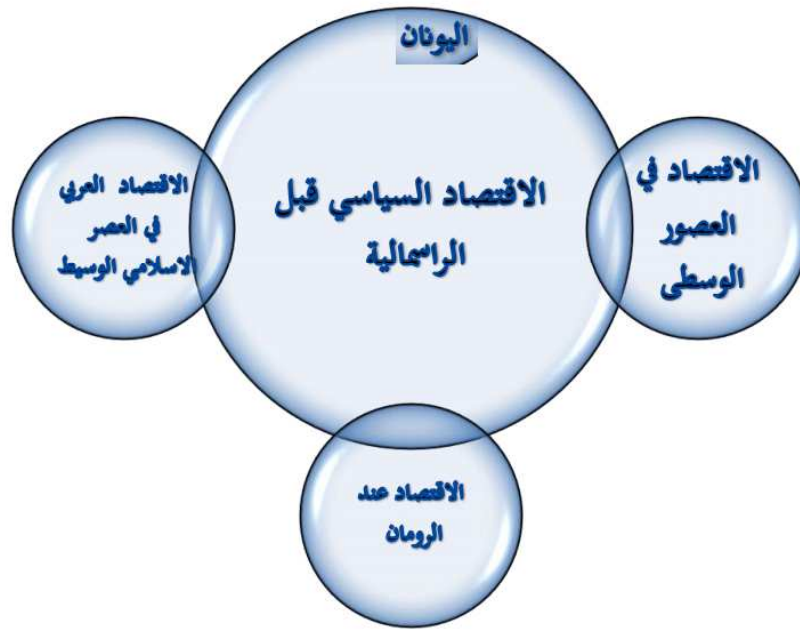 اليونان
الاقتصاد السياسي قبل
الراسمالية
الاقتصاد في
العصور
الوسطى
الاقتصاد العربي
في العصر
الاسلامي الوسيط
الاقتصاد عند
الرومان